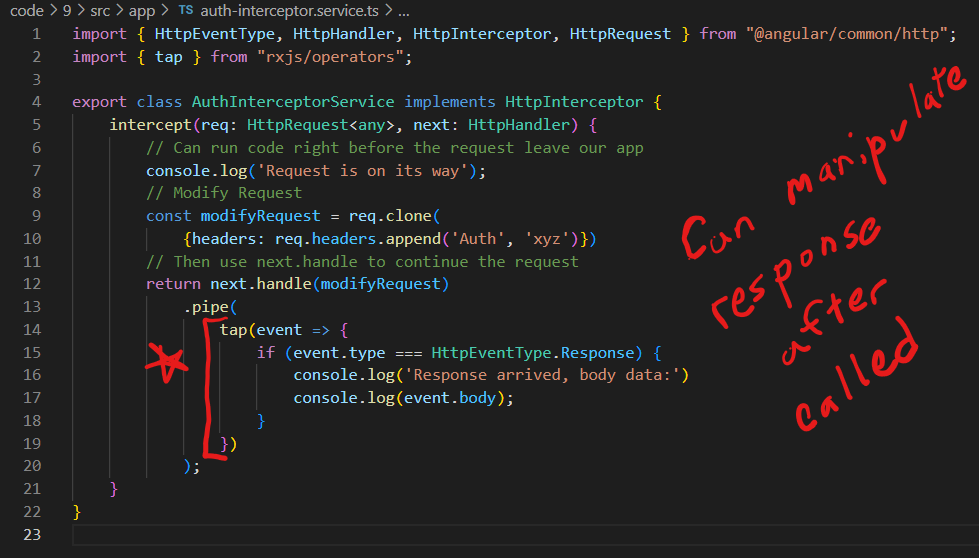 code > 9 > src > app > TS auth-interceptor.service.ts > ...
1 import { HttpEventType, HttpHandler, HttpInterceptor, HttpRequest } from "@angular/common/http";
2 import { tap } from "rxjs/operators";
3
4 export class AuthInterceptorService implements HttpInterceptor {
5     intercept(req: HttpRequest<any>, next: HttpHandler) {
6         // Can run code right before the request leave our app
7         console.log('Request is on its way');
8         // Modify Request
9         const modifyRequest = req.clone(
10             {headers: req.headers.append('Auth', 'xyz')})
11         // Then use next.handle to continue the request
12         return next.handle(modifyRequest)
13             .pipe(
14                 tap(event => {
15                     if (event.type === HttpEventType.Response) {
16                         console.log('Response arrived, body data:')
17                         console.log(event.body);
18                     }
19                 })
20             );
21     }
22 }
23
Can manipulate
response
after
called